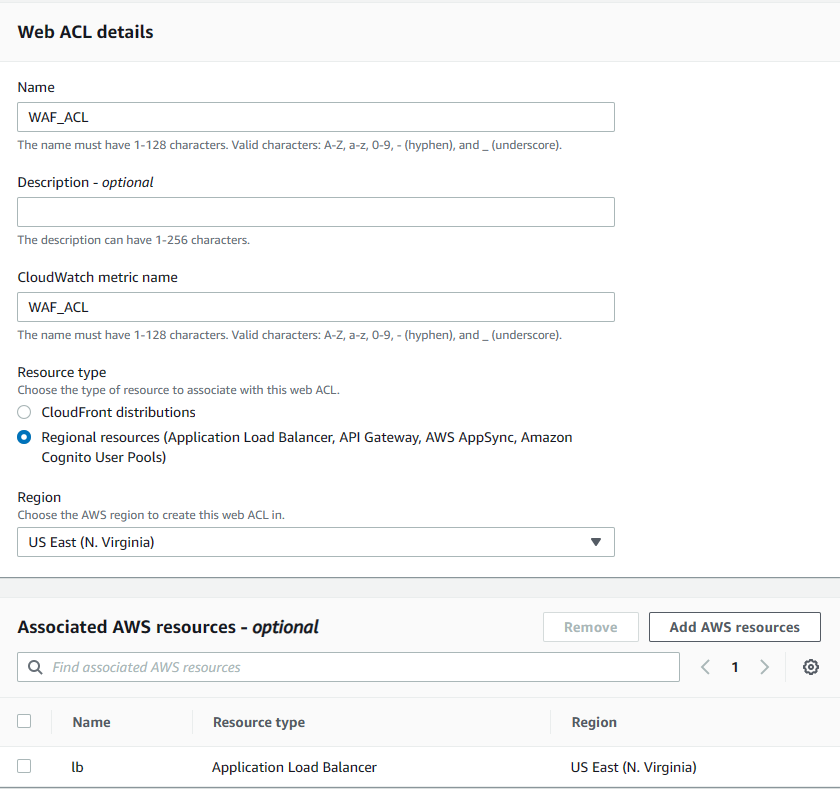 Web ACL details
Name
WAF_ACL
The name must have 1-128 characters. Valid characters: A-Z, a-z, 0-9, - (hyphen), and _ (underscore).
Description - optional
The description can have 1-256 characters.
CloudWatch metric name
WAF_ACL
The name must have 1-128 characters. Valid characters: A-Z, a-z, 0-9, - (hyphen), and _ (underscore).
Resource type
Choose the type of resource to associate with this web ACL.
CloudFront distributions
Regional resources (Application Load Balancer, API Gateway, AWS AppSync, Amazon
Cognito User Pools)
Region
Choose the AWS region to create this web ACL in.
US East (N. Virginia)
Associated AWS resources - optional Remove Add AWS resources
Find associated AWS resources 1
Name Resource type Region
lb Application Load Balancer US East (N. Virginia)